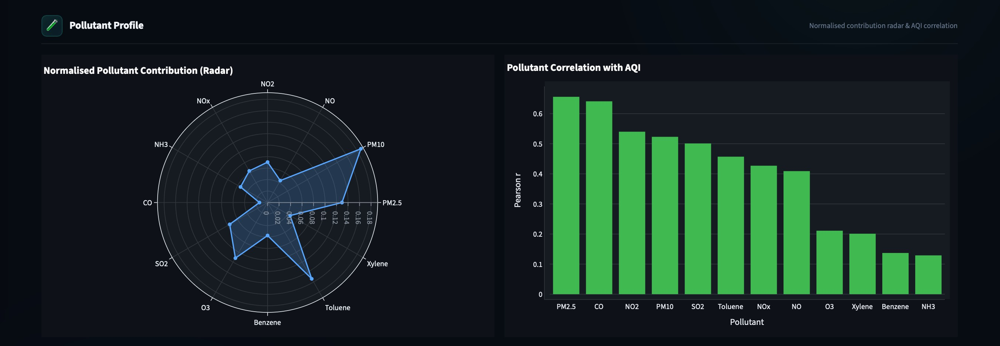 Pollutant Profile
Normalised contribution radar & AQI correlation
Normalised Pollutant Contribution (Radar)
NO2
NOx
NO
NH3
PM10
CO
PM2.5
0
0.02
0.04
0.06
0.08
0.1
0.12
0.14
0.16
0.18
SO2
Xylene
O3
Toluene
Benzene
Pollutant Correlation with AQI
Pearson r
0.6
0.5
0.4
0.3
0.2
0.1
0
PM2.5 CO NO2 PM10 SO2 Toluene NOx NO O3 Xylene Benzene NH3
Pollutant